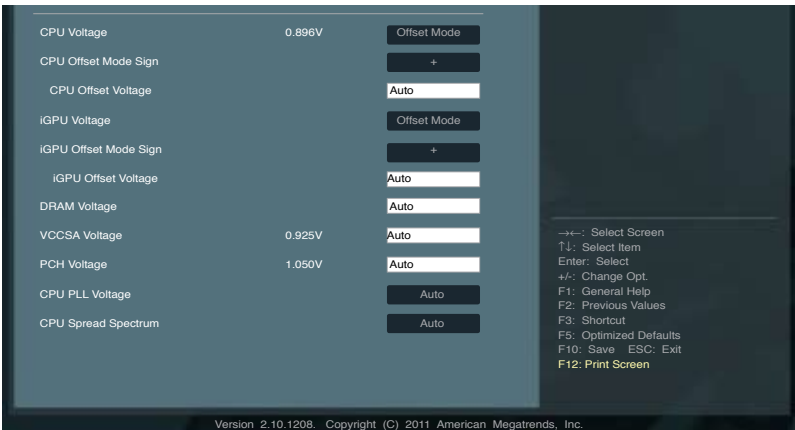 CPU Voltage 0.896V Offset Mode
CPU Offset Mode Sign +
CPU Offset Voltage Auto
iGPU Voltage Offset Mode
iGPU Offset Mode Sign +
iGPU Offset Voltage Auto
DRAM Voltage Auto
VCCSA Voltage 0.925V Auto
PCH Voltage 1.050V Auto
CPU PLL Voltage Auto
CPU Spread Spectrum Auto
→←: Select Screen
↑↓: Select Item
Enter: Select
+/-: Change Opt.
F1: General Help
F2: Previous Values
F3: Shortcut
F5: Optimized Defaults
F10: Save ESC: Exit
F12: Print Screen
Version 2.10.1208. Copyright (C) 2011 American Megatrends, Inc.